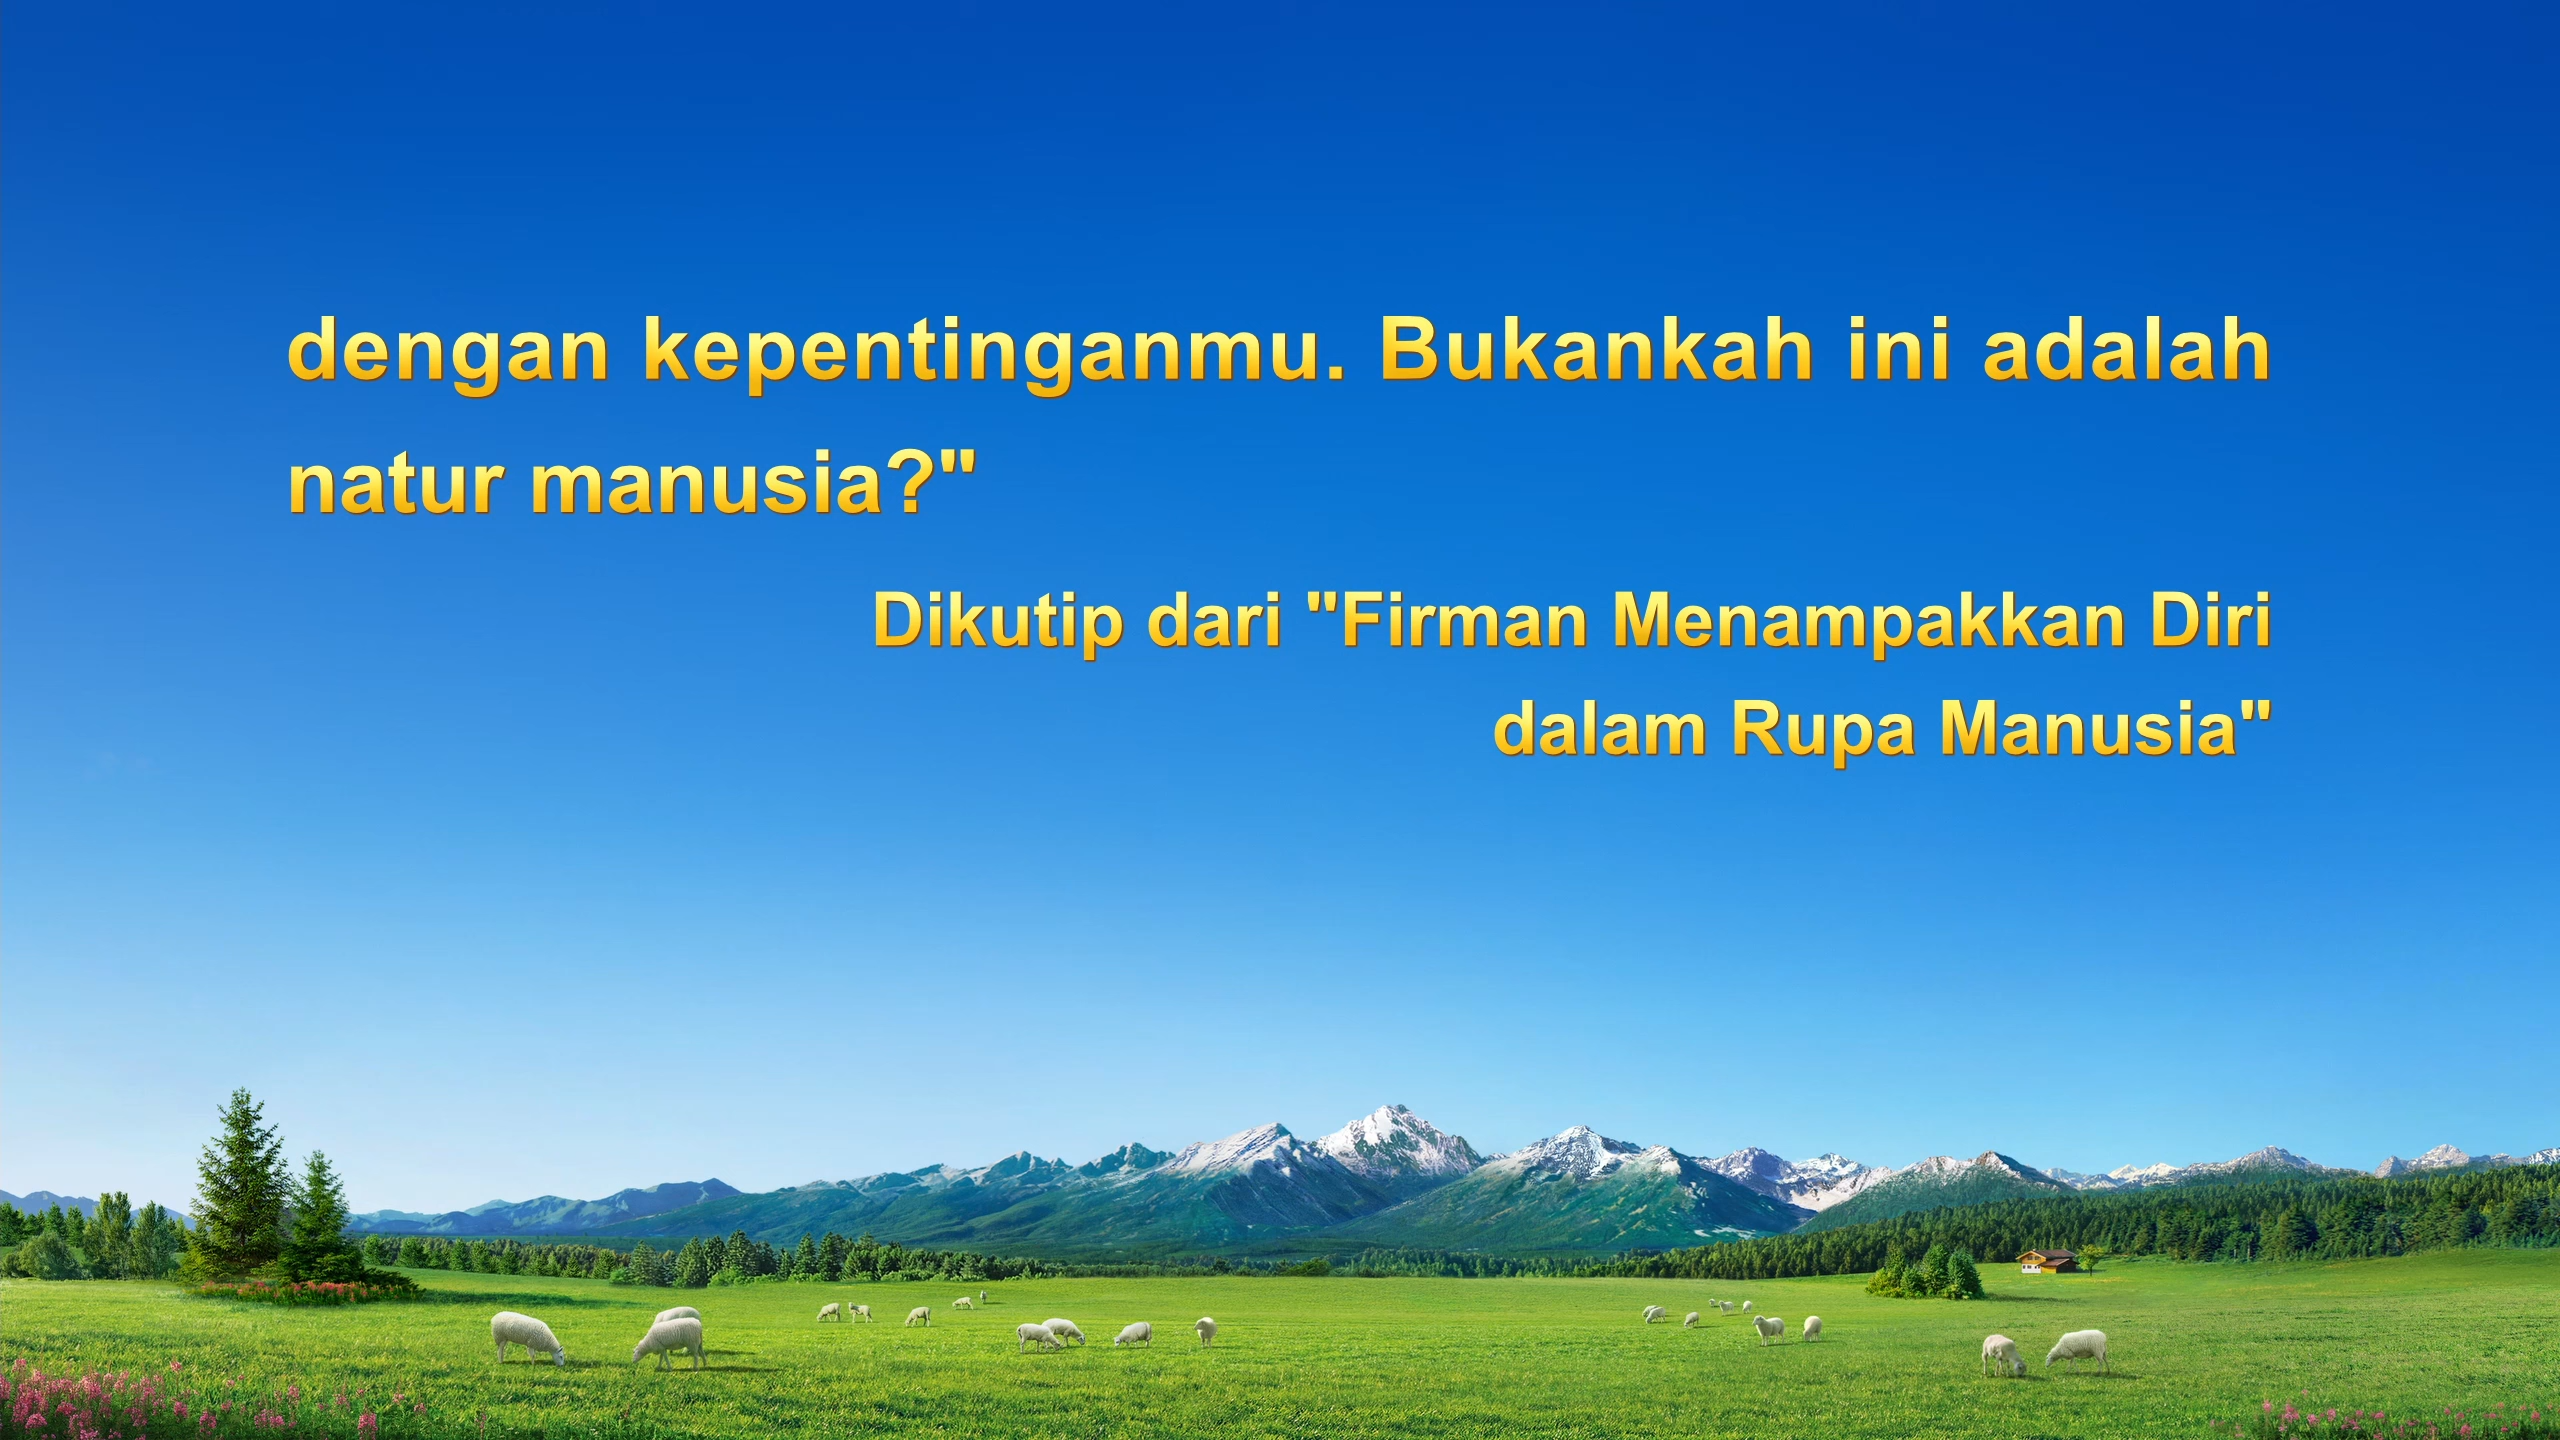 dengan kepentinganmu. Bukankah ini adalah
natur manusia?"
Dikutip dari "Firman Menampakkan Diri
dalam Rupa Manusia"